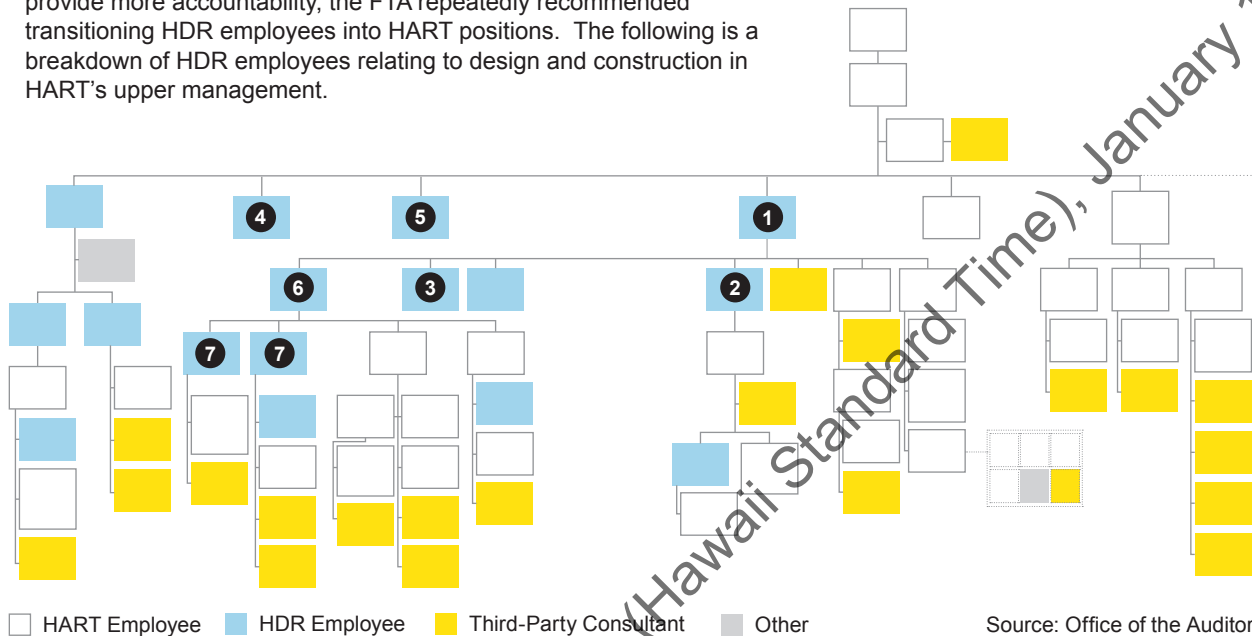 provide more accountability, the FTA repeatedly recommended
transitioning HDR employees into HART positions.  The following is a
breakdown of HDR employees relating to design and construction in
HART’s upper management.
4
5
1
6
3
2
7
7
(Hawaii Standard Time), January
HART Employee
HDR Employee
Third-Party Consultant
Other
Source: Office of the Auditor